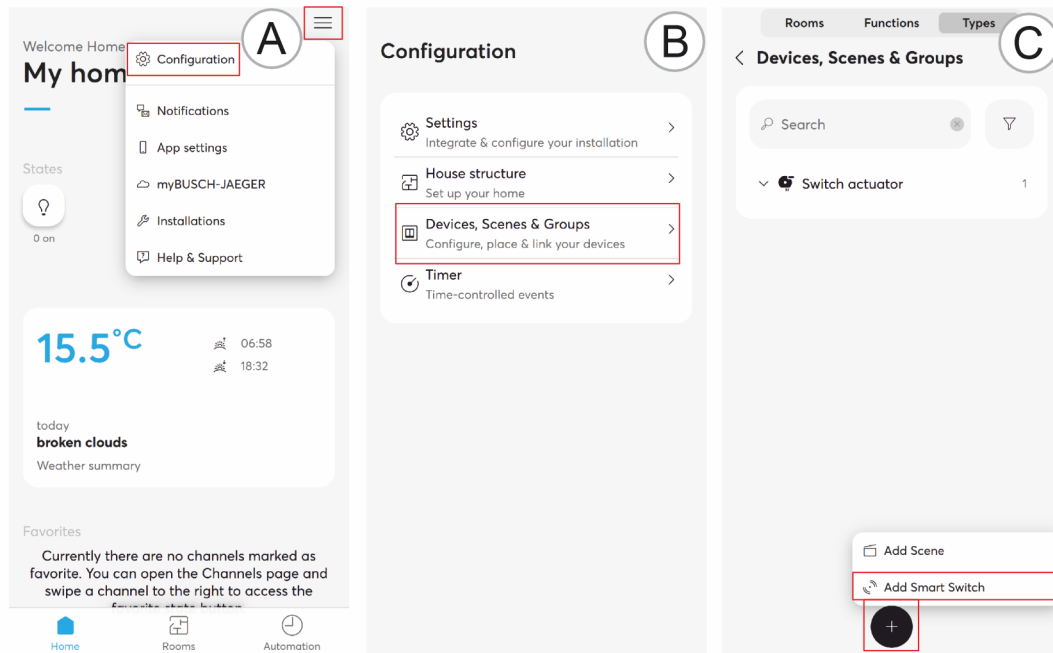 A
Welcome Home
My hom
Configuration
Notifications
App settings
myBUSCH-JAEGER
Installations
Help & Support
States
0 on
15.5°C
06:58
18:32
today
broken clouds
Weather summary
Favorites
Currently there are no channels marked as
favorite. You can open the Channels page and
swipe a channel to the right to access the
favorite state button
Home
Rooms
Automation
B
Configuration
Settings
Integrate & configure your installation
House structure
Set up your home
Devices, Scenes & Groups
Configure, place & link your devices
Timer
Time-controlled events
C
Rooms
Functions
Types
Devices, Scenes & Groups
Search
Switch actuator
1
Add Scene
Add Smart Switch
+